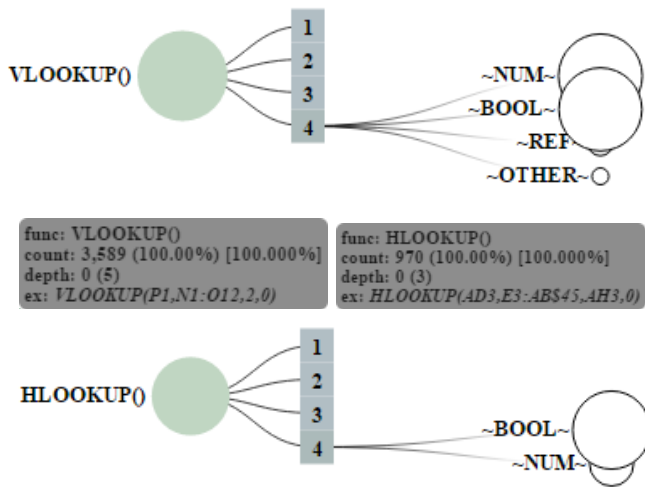 VLOOKUP()
1
2
3
4
~NUM~
~BOOL~
~REF~
~OTHER~
func: VLOOKUP()
count: 3,589 (100.00%) [100.000%]
depth: 0 (5)
ex: VLOOKUP(P1,N1:O12,2,0)
func: HLOOKUP()
count: 970 (100.00%) [100.000%]
depth: 0 (3)
ex: HLOOKUP(AD3,E3:AB$45,AH3,0)
HLOOKUP()
1
2
3
4
~BOOL~
~NUM~